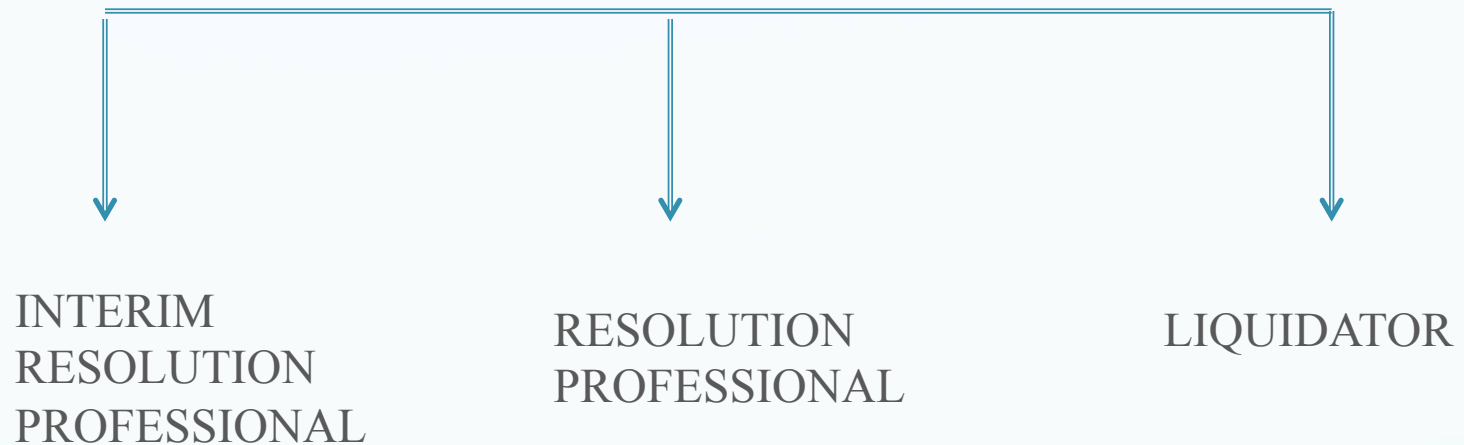 INTERIM
RESOLUTION
PROFESSIONAL
RESOLUTION
PROFESSIONAL
LIQUIDATOR